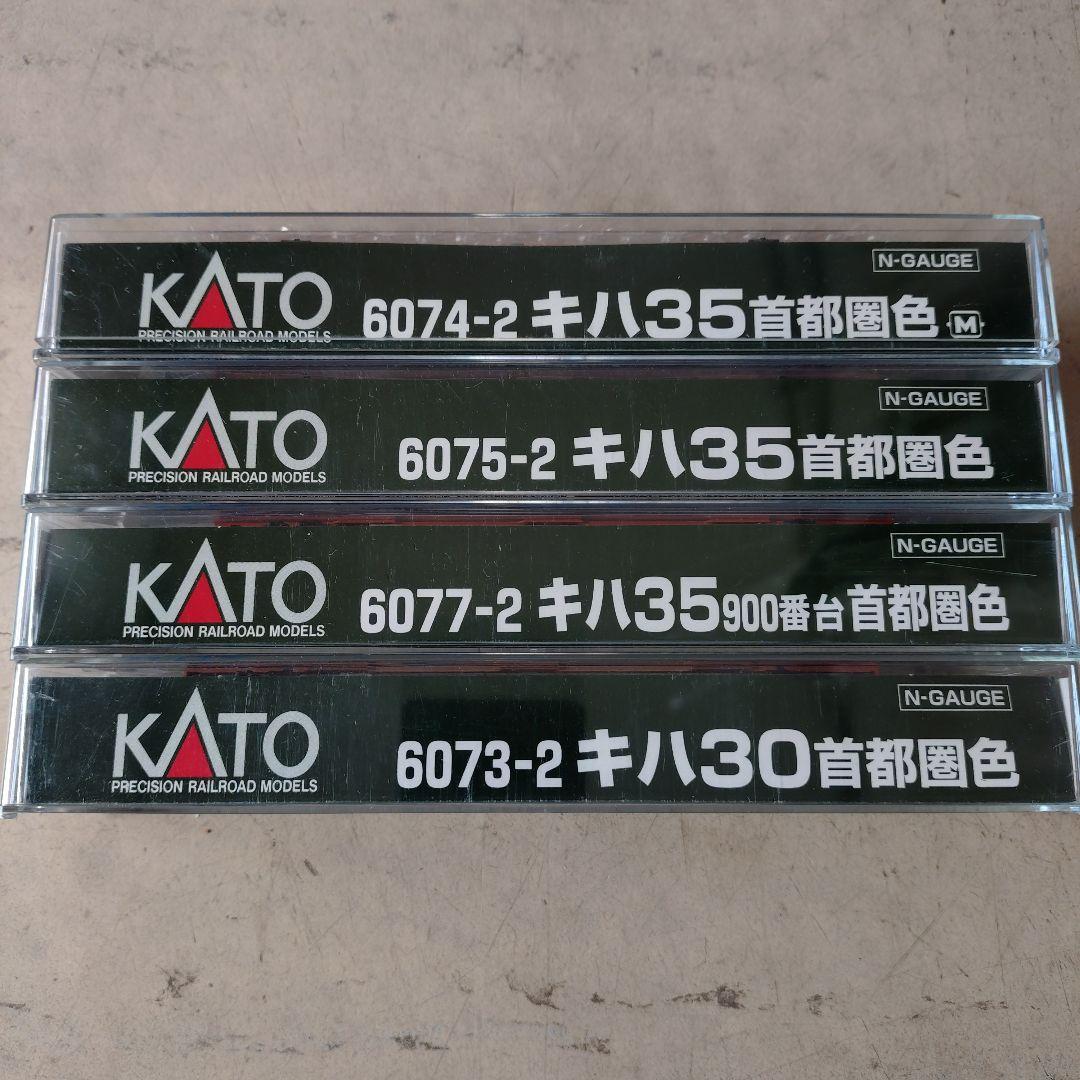 N-GAUGE
KATO 6074-2 キハ35首都圏色 M
PRECISION RAILROAD MODELS
N-GAUGE
KATO 6075-2 キハ35首都圏色
PRECISION RAILROAD MODELS
N-GAUGE
KATO 6077-2 キハ35900番台首都圏色
PRECISION RAILROAD MODELS
N-GAUGE
KATO 6073-2 キハ30首都圏色
PRECISION RAILROAD MODELS